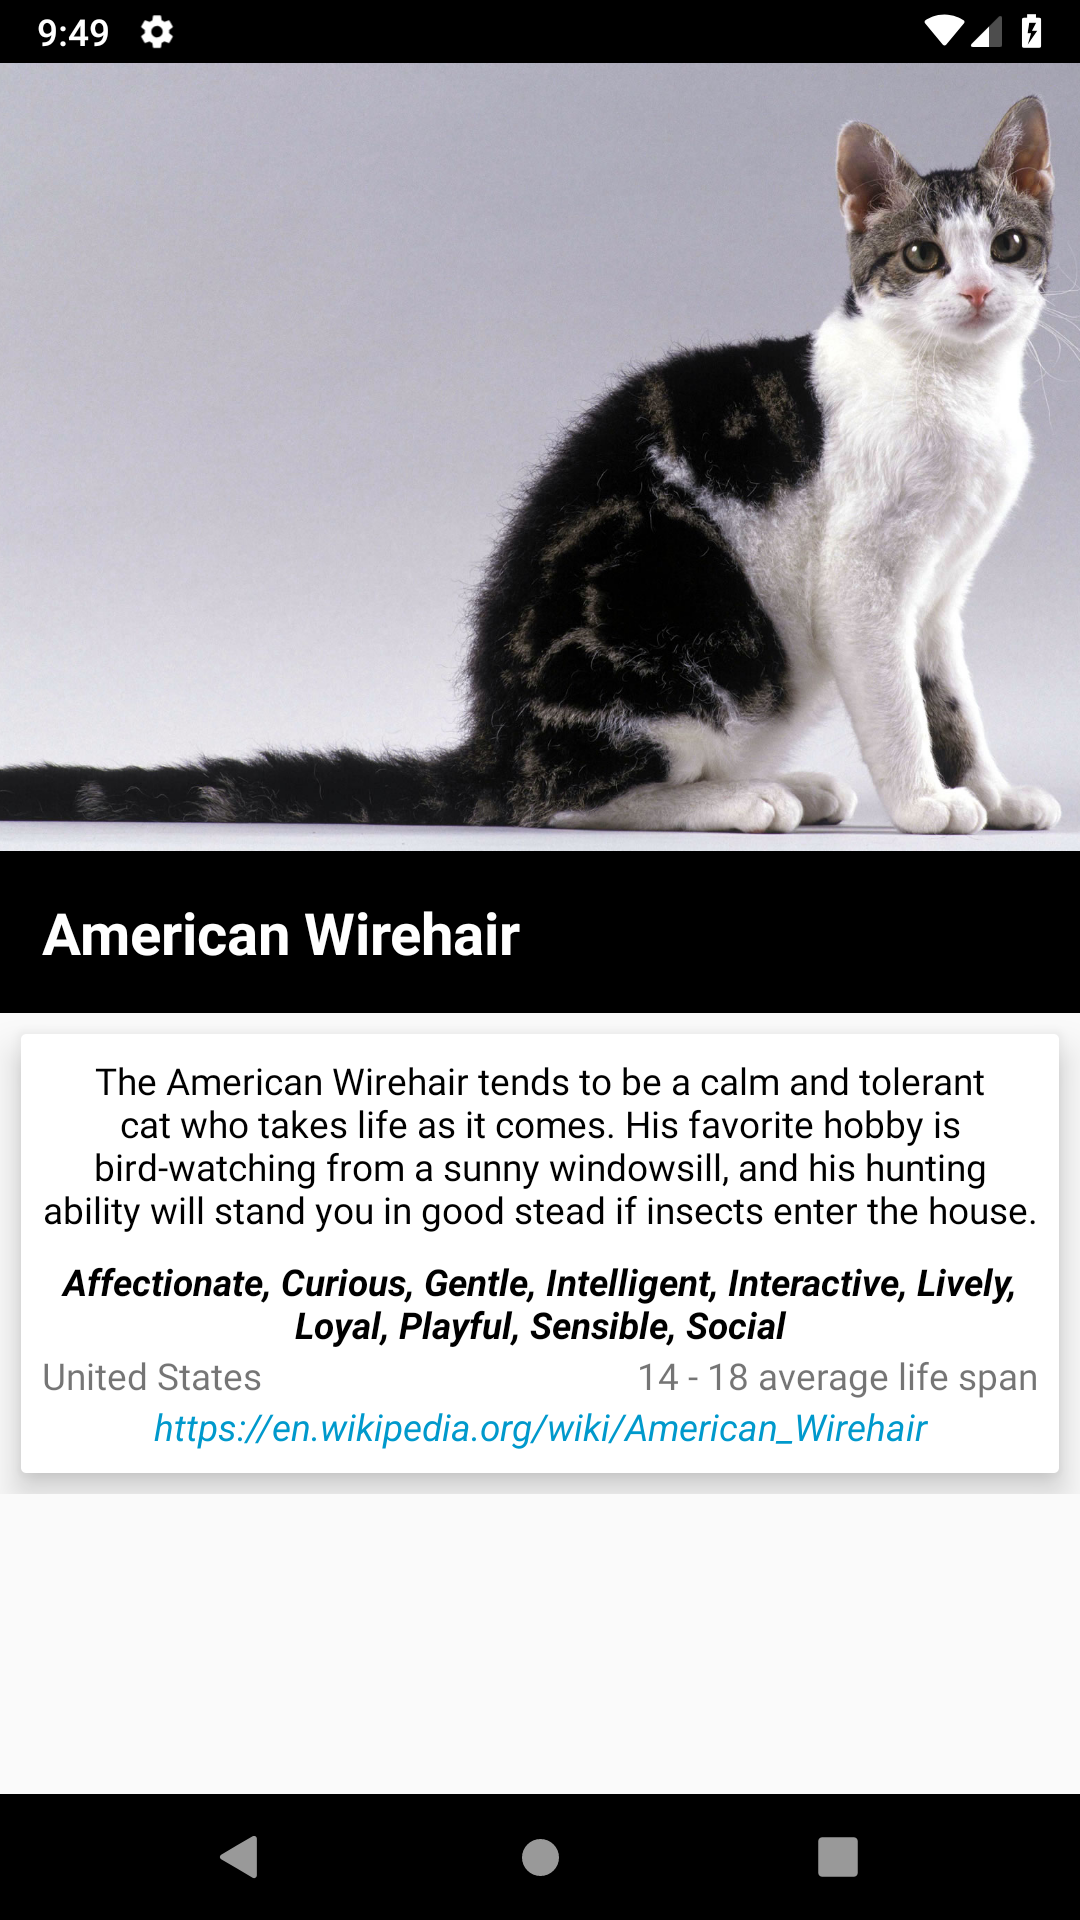 9:49
American Wirehair
The American Wirehair tends to be a calm and tolerant
cat who takes life as it comes. His favorite hobby is
bird-watching from a sunny windowsill, and his hunting
ability will stand you in good stead if insects enter the house.
Affectionate, Curious, Gentle, Intelligent, Interactive, Lively,
Loyal, Playful, Sensible, Social
United States 14 - 18 average life span
https://en.wikipedia.org/wiki/American_Wirehair